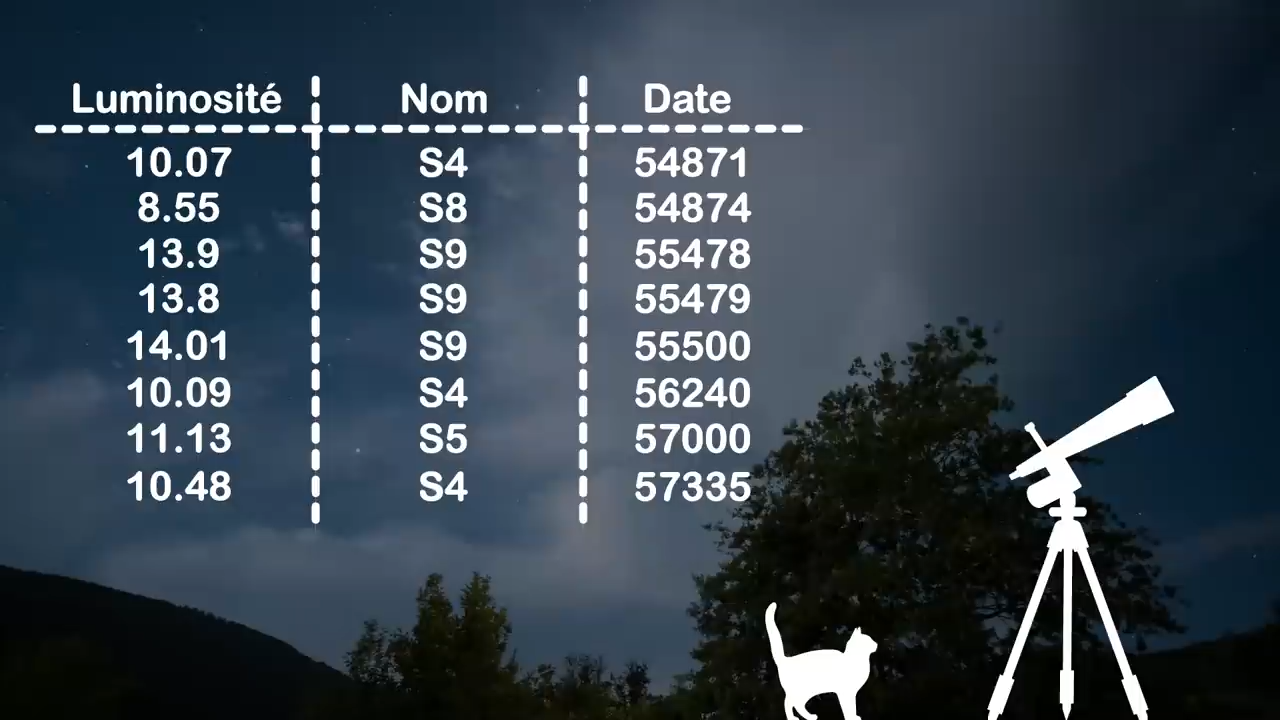 Luminosité Nom Date
10.07 S4 54871
8.55 S8 54874
13.9 S9 55478
13.8 S9 55479
14.01 S9 55500
10.09 S4 56240
11.13 S5 57000
10.48 S4 57335